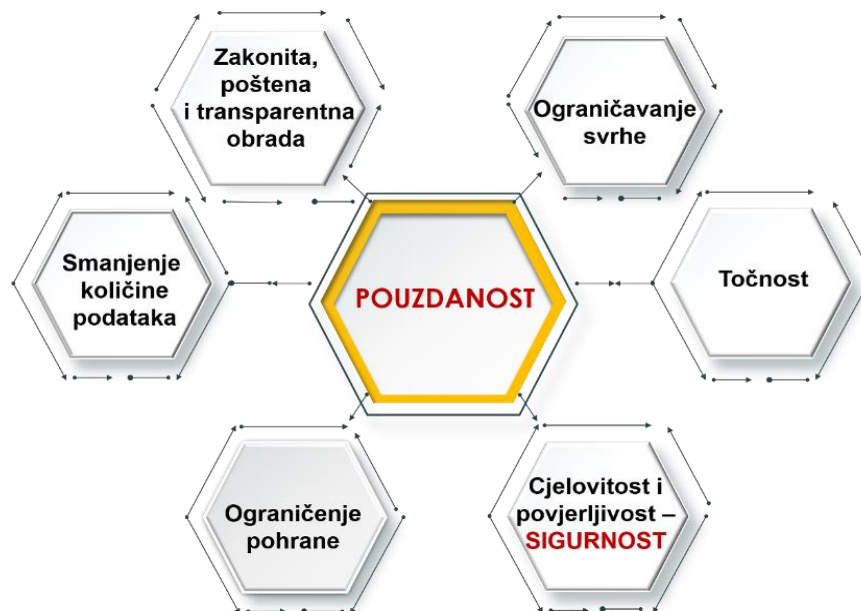 Zakonita,
poštena
i transparentna
obrada
Ograničavanje
svrhe
Smanjenje
količine
podataka
POUZDANOST
Točnost
Ograničenje
pohrane
Cjelovitost i
povjerljivost –
SIGURNOST